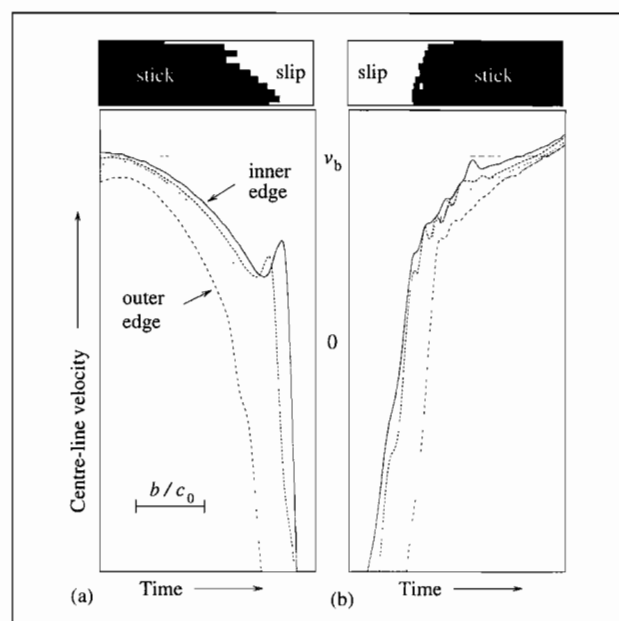 stick
slip
slip
stick
inner
edge
outer
edge
v_b
0
Centre-line velocity
b/c_0
(a)
Time
(b)
Time